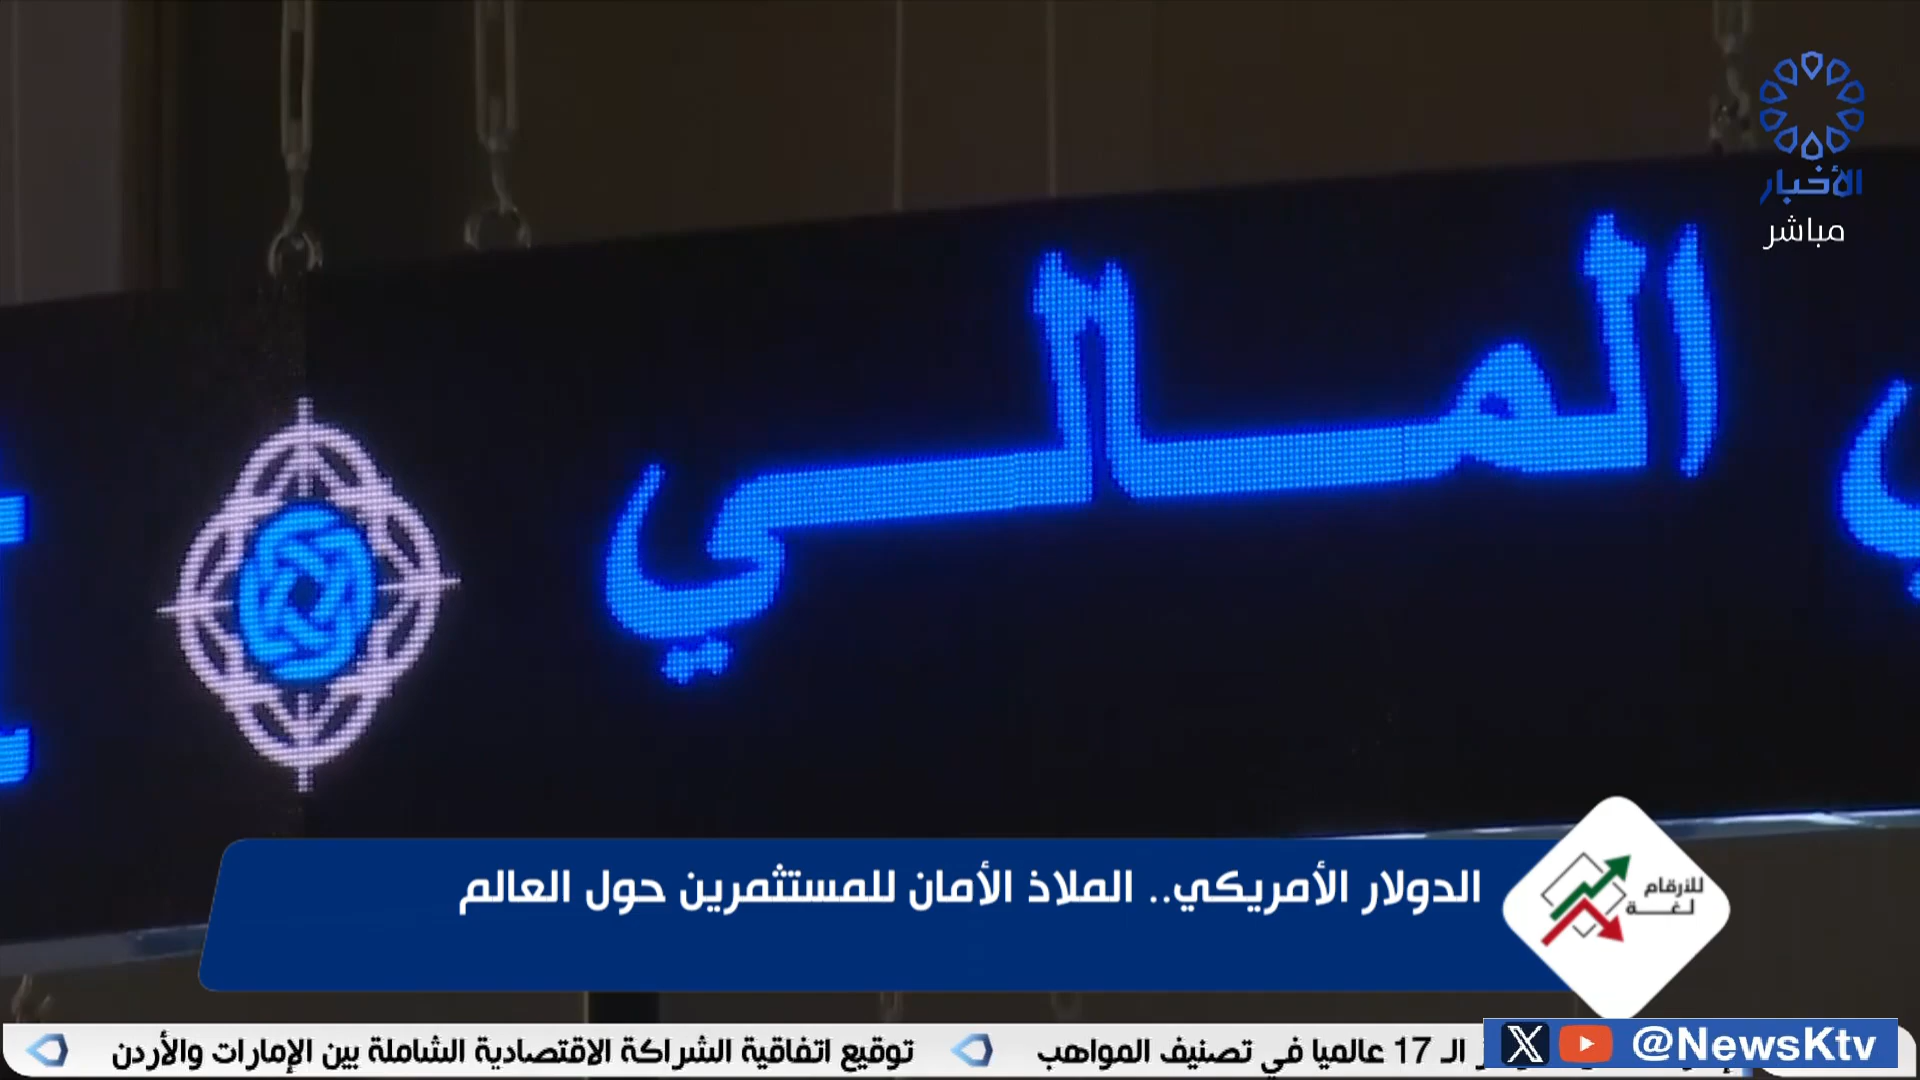 الأخبار
مباشر
المالي
الدولار الأمريكي.. الملاذ الأمان للمستثمرين حول العالم
للأرقام
لغة
الـ 17 عالميا في تصنيف المواهب
توقيع اتفاقية الشراكة الاقتصادية الشاملة بين الإمارات والأردن
@NewsKtv